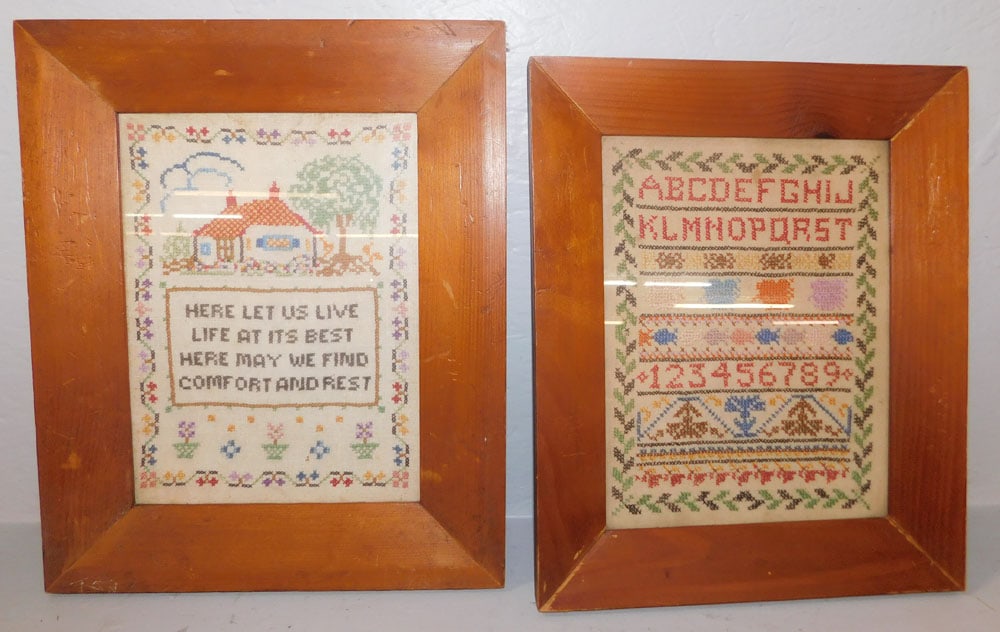 HERE LET US LIVE
LIFE AT ITS BEST
HERE MAY WE FIND
COMFORT AND REST
ABCDEFGHIJ
KLMNOPQRST
123456789